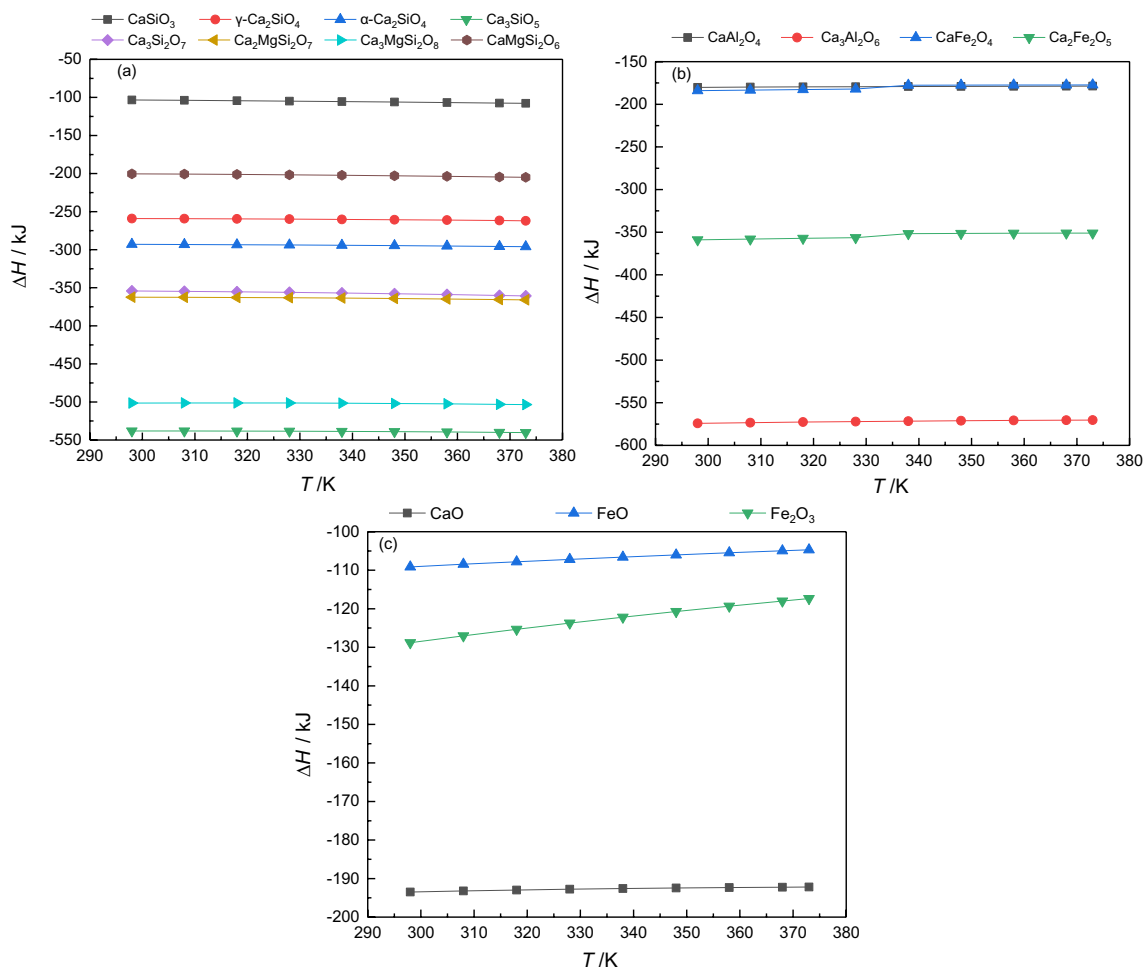 CaSiO₃ γ-Ca₂SiO₄ α-Ca₂SiO₄ Ca₃SiO₅
Ca₃Si₂O₇ Ca₂MgSi₂O₇ Ca₃MgSi₂O₈ CaMgSi₂O₆
(a)
-50
-100
-150
-200
-250
-300
-350
-400
-450
-500
-550
ΔH / kJ
290 300 310 320 330 340 350 360 370 380
T /K
CaAl₂O₄ Ca₃Al₂O₆ CaFe₂O₄ Ca₂Fe₂O₅
(b)
-150
-200
-250
-300
-350
-400
-450
-500
-550
-600
ΔH / kJ
290 300 310 320 330 340 350 360 370 380
T /K
CaO FeO Fe₂O₃
(c)
-100
-110
-120
-130
-140
-150
-160
-170
-180
-190
-200
ΔH / kJ
290 300 310 320 330 340 350 360 370 380
T /K